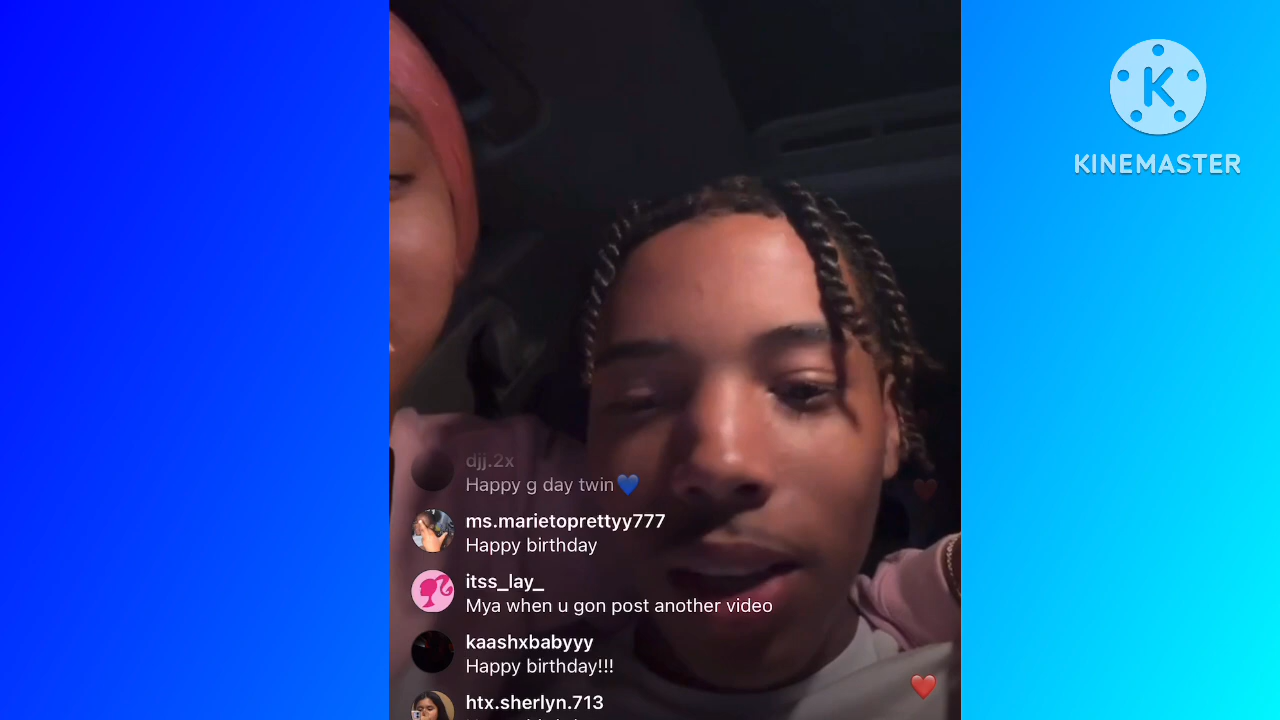 KINEMASTER
djj.2x
Happy g day twin💙
ms.marietoprettyy777
Happy birthday
itss_lay_
Mya when u gon post another video
kaashxbabyyy
Happy birthday!!!
htx.sherlyn.713